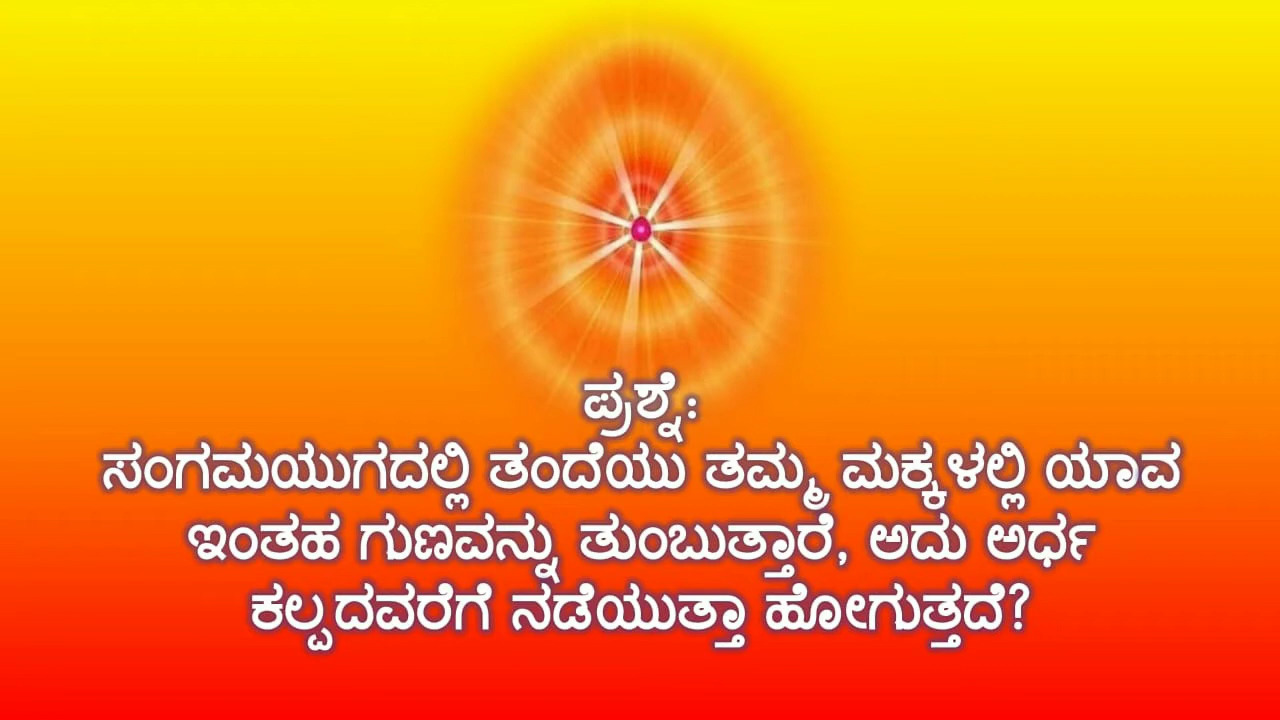 ಪ್ರಶ್ನೆ:
ಸಂಗಮಯುಗದಲ್ಲಿ ತಂದೆಯು ತಮ್ಮ ಮಕ್ಕಳಲ್ಲಿ ಯಾವ
ಇಂತಹ ಗುಣವನ್ನು ತುಂಬುತ್ತಾರೆ, ಅದು ಅರ್ಧ
ಕಲ್ಪದವರೆಗೆ ನಡೆಯುತ್ತಾ ಹೋಗುತ್ತದೆ?